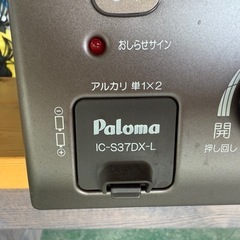 おしらせサイン
アルカリ 単1×2
Paloma
IC-S37DX-L
開
押し回し